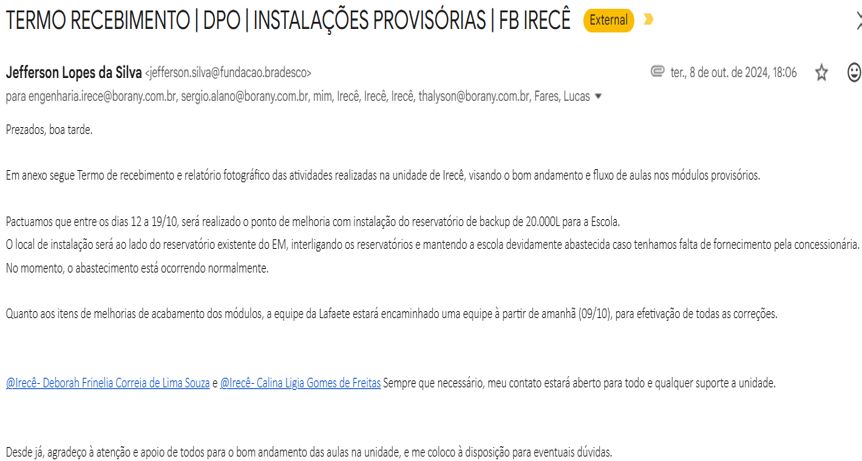 TERMO RECEBIMENTO | DPO | INSTALAÇÕES PROVISÓRIAS | FB IRECÊ External
Jefferson Lopes da Silva <jefferson.silva@fundacao.bradesco> ter., 8 de out. de 2024, 18:06
para engenharia.irece@borany.com.br, sergio.alano@borany.com.br, mim, Irecê, Irecê, Irecê, thalyson@borany.com.br, Fares, Lucas
Prezados, boa tarde.
Em anexo segue Termo de recebimento e relatório fotográfico das atividades realizadas na unidade de Irecê, visando o bom andamento e fluxo de aulas nos módulos provisórios.
Pactuamos que entre os dias 12 a 19/10, será realizado o ponto de melhoria com instalação do reservatório de backup de 20.000L para a Escola.
O local de instalação será ao lado do reservatório existente do EM, interligando os reservatórios e mantendo a escola devidamente abastecida caso tenhamos falta de fornecimento pela concessionária.
No momento, o abastecimento está ocorrendo normalmente.
Quanto aos itens de melhorias de acabamento dos módulos, a equipe da Lafaete estará encaminhado uma equipe à partir de amanhã (09/10), para efetivação de todas as correções.
@Irecê- Deborah Frinelia Correia de Lima Souza e @Irecê- Calina Ligia Gomes de Freitas Sempre que necessário, meu contato estará aberto para todo e qualquer suporte a unidade.
Desde já, agradeço à atenção e apoio de todos para o bom andamento das aulas na unidade, e me coloco à disposição para eventuais dúvidas.